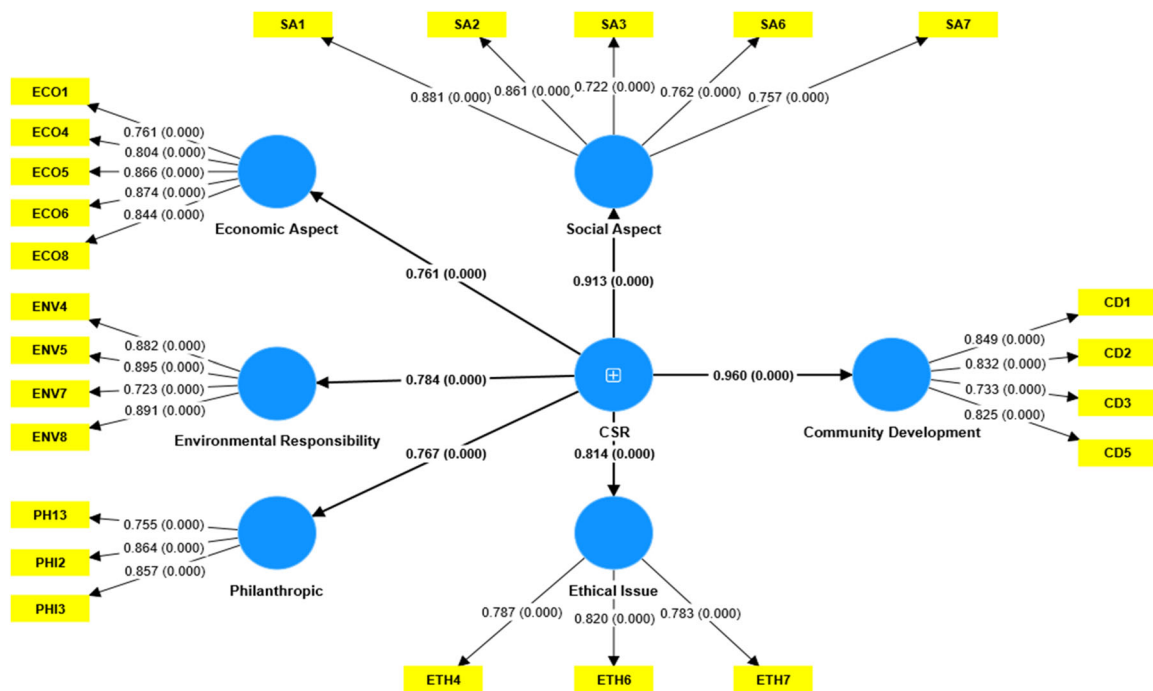 SA1
SA2
SA3
SA6
SA7
0.881 (0.000)
0.861 (0.000)
0.722 (0.000)
0.762 (0.000)
0.757 (0.000)
Social Aspect
ECO1
ECO4
ECO5
ECO6
ECO8
0.761 (0.000)
0.804 (0.000)
0.866 (0.000)
0.874 (0.000)
0.844 (0.000)
Economic Aspect
0.761 (0.000)
0.913 (0.000)
ENV4
ENV5
ENV7
ENV8
0.882 (0.000)
0.895 (0.000)
0.723 (0.000)
0.891 (0.000)
Environmental Responsibility
0.784 (0.000)
CSR
0.960 (0.000)
CD1
CD2
CD3
CD5
0.849 (0.000)
0.832 (0.000)
0.733 (0.000)
0.825 (0.000)
Community Development
0.767 (0.000)
0.814 (0.000)
PH13
PHI2
PHI3
0.755 (0.000)
0.864 (0.000)
0.857 (0.000)
Philanthropic
Ethical Issue
0.787 (0.000)
0.820 (0.000)
0.783 (0.000)
ETH4
ETH6
ETH7